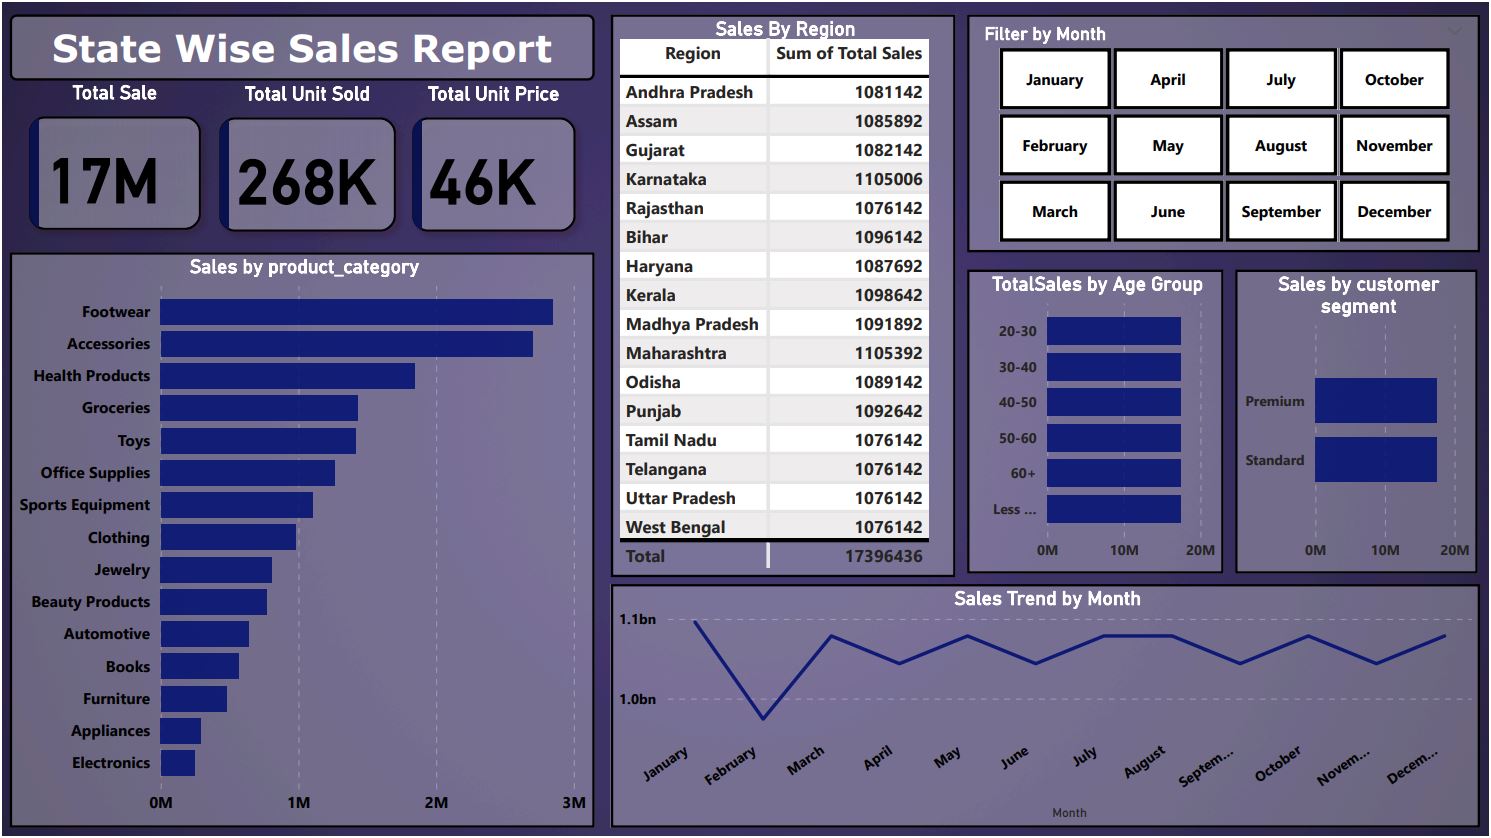 State Wise Sales Report
Total Sale
Total Unit Sold
Total Unit Price
17M
268K
46K
Sales by product_category
Footwear
Accessories
Health Products
Groceries
Toys
Office Supplies
Sports Equipment
Clothing
Jewelry
Beauty Products
Automotive
Books
Furniture
Appliances
Electronics
0M 1M 2M 3M
Sales By Region
Region Sum of Total Sales
Andhra Pradesh 1081142
Assam 1085892
Gujarat 1082142
Karnataka 1105006
Rajasthan 1076142
Bihar 1096142
Haryana 1087692
Kerala 1098642
Madhya Pradesh 1091892
Maharashtra 1105392
Odisha 1089142
Punjab 1092642
Tamil Nadu 1076142
Telangana 1076142
Uttar Pradesh 1076142
West Bengal 1076142
Total 17396436
Filter by Month
January April July October
February May August November
March June September December
TotalSales by Age Group
20-30
30-40
40-50
50-60
60+
Less ...
0M 10M 20M
Sales by customer
segment
Premium
Standard
0M 10M 20M
Sales Trend by Month
1.1bn
1.0bn
January February March April May June July August Septem... October Novem... Decem...
Month